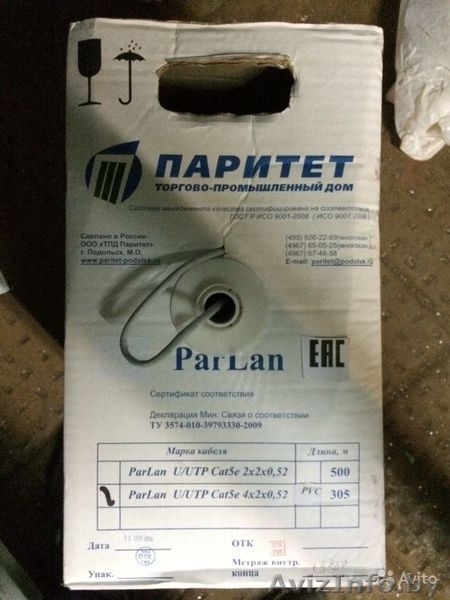 ПАРИТЕТ
ТОРГОВО-ПРОМЫШЛЕННЫЙ ДОМ
Система менеджмента качества сертифицирована на соответствие
ГОСТ Р ИСО 9001-2008 ( ИСО 9001:2008 )
Сделано в России
ООО «ТПД Паритет»
г. Подольск, М.О.
www.paritet-podolsk.ru
(495) 926-22-69(многокан.)
(4967) 65-05-25(многокан.)
(4967) 67-48-58
E-mail: paritet@podolsk.ru
ParLan
EAC
Сертификат соответствия
Декларация Мин. Связи о соответствии
ТУ 3574-010-39793330-2009
Марка кабеля Длина, м
ParLan U/UTP Cat5e 2x2x0,52 500
ParLan U/UTP Cat5e 4x2x0,52 PVC 305
Дата
ОТК
Упак.
Метраж внутр.
конца
AvizInfo.by
Avito